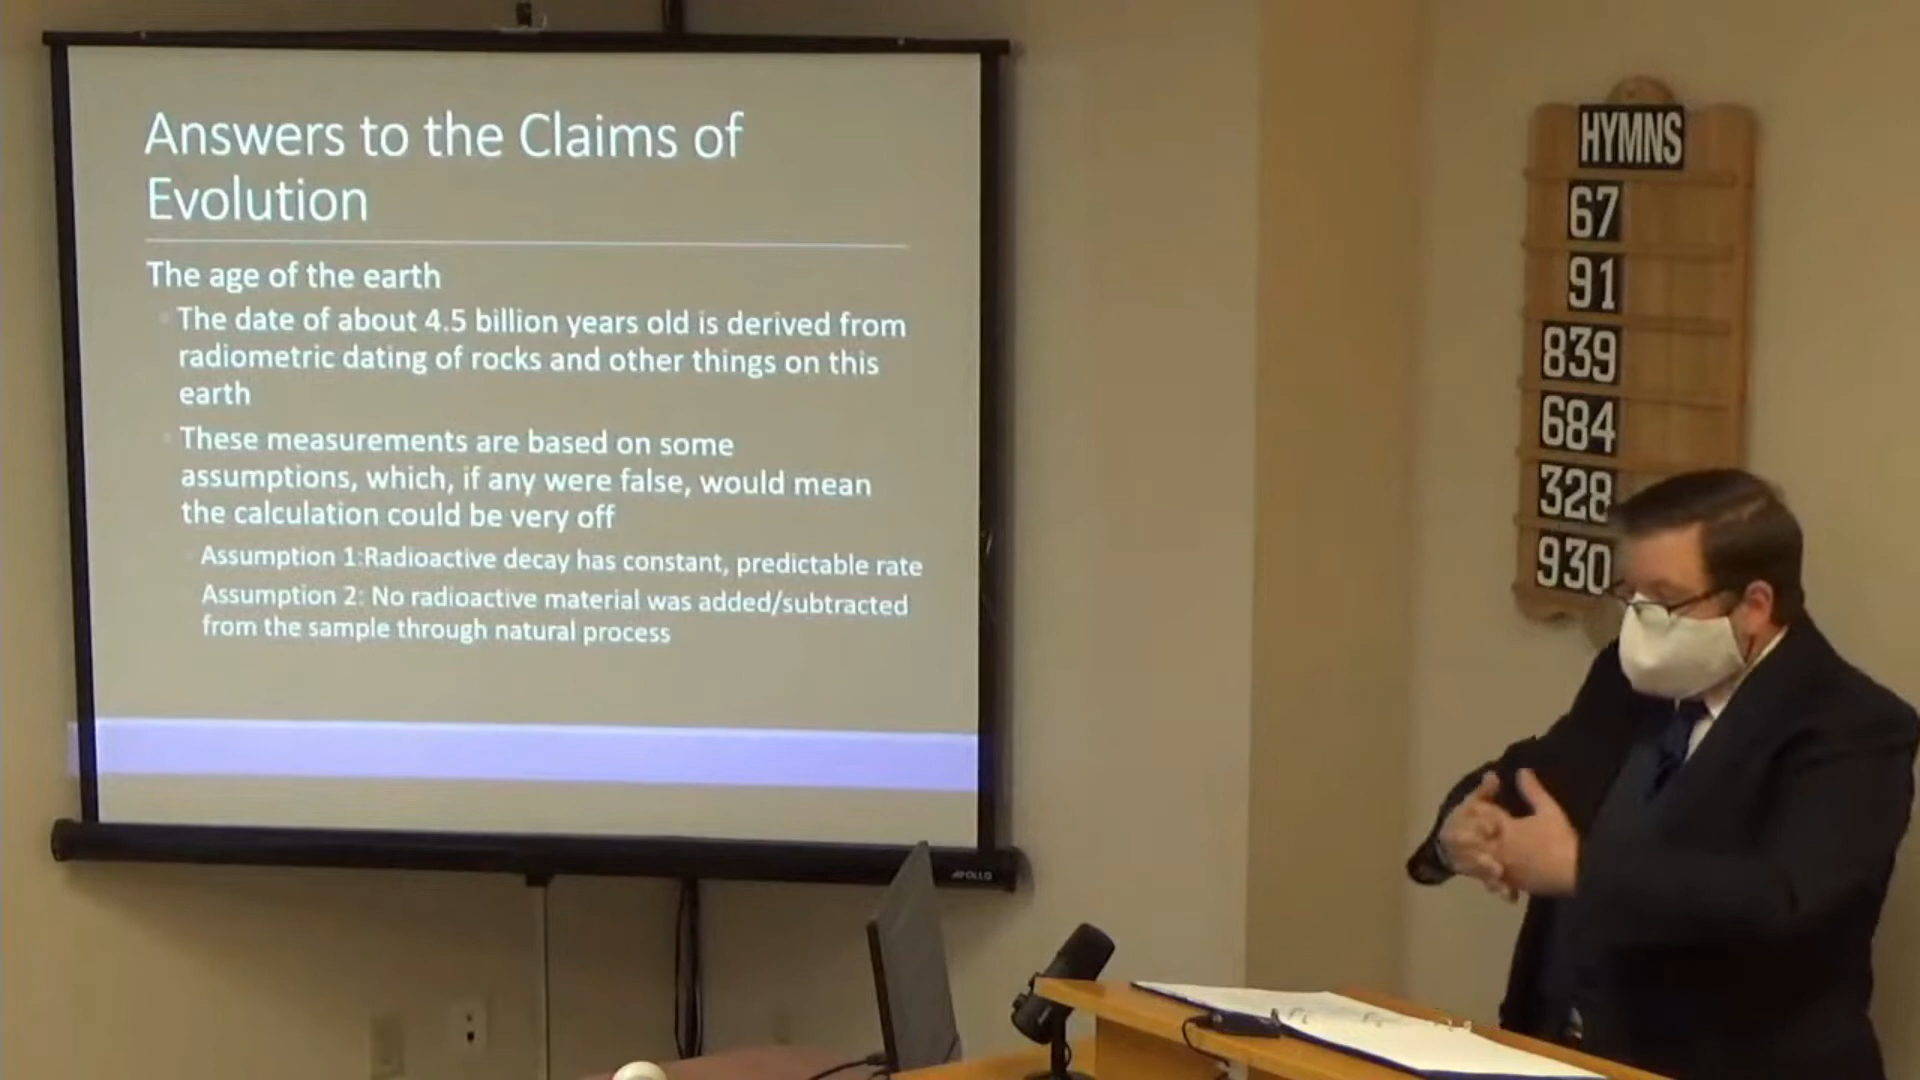 Answers to the Claims of
Evolution
The age of the earth
The date of about 4.5 billion years old is derived from
radiometric dating of rocks and other things on this
earth
These measurements are based on some
assumptions, which, if any were false, would mean
the calculation could be very off
Assumption 1:Radioactive decay has constant, predictable rate
Assumption 2: No radioactive material was added/subtracted
from the sample through natural process
APOLLO
HYMNS
67
91
839
684
328
930